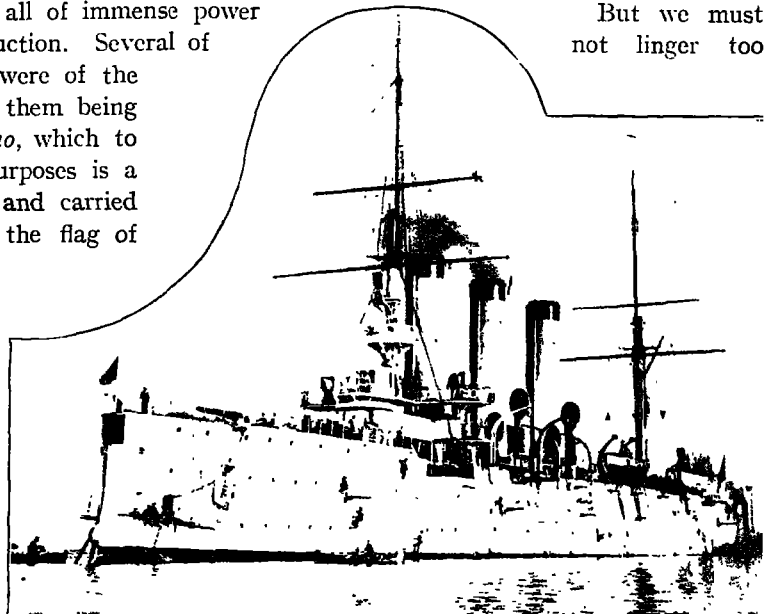 all of immense power
uction. Several of
were of the
them being
o, which to
urposes is a
and carried
the flag of
But we must
not linger too